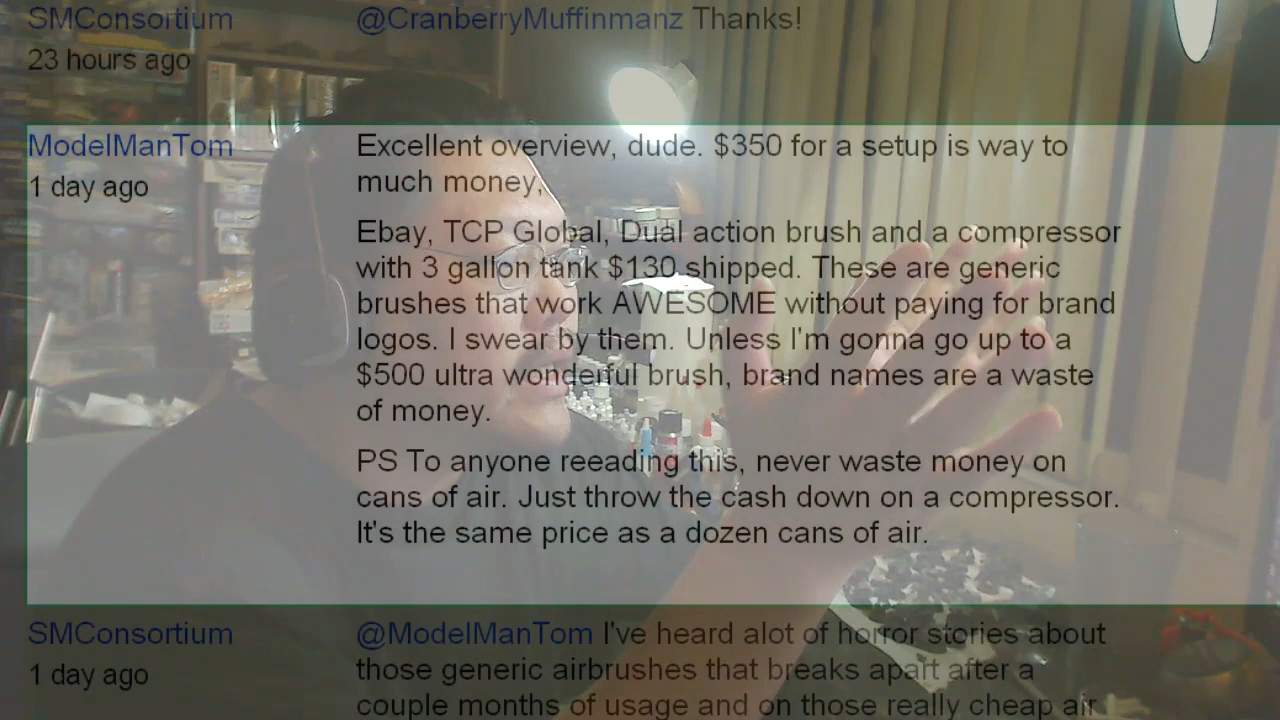 SMConsortium @CranberryMuffinmanz Thanks!
23 hours ago
ModelManTom Excellent overview, dude. $350 for a setup is way to
1 day ago much money,
Ebay, TCP Global, Dual action brush and a compressor
with 3 gallon tank $130 shipped. These are generic
brushes that work AWESOME without paying for brand
logos. I swear by them. Unless I'm gonna go up to a
$500 ultra wonderful brush, brand names are a waste
of money.
PS To anyone reeading this, never waste money on
cans of air. Just throw the cash down on a compressor.
It's the same price as a dozen cans of air.
SMConsortium @ModelManTom I've heard alot of horror stories about
1 day ago those generic airbrushes that breaks apart after a
couple months of usage and on those really cheap air